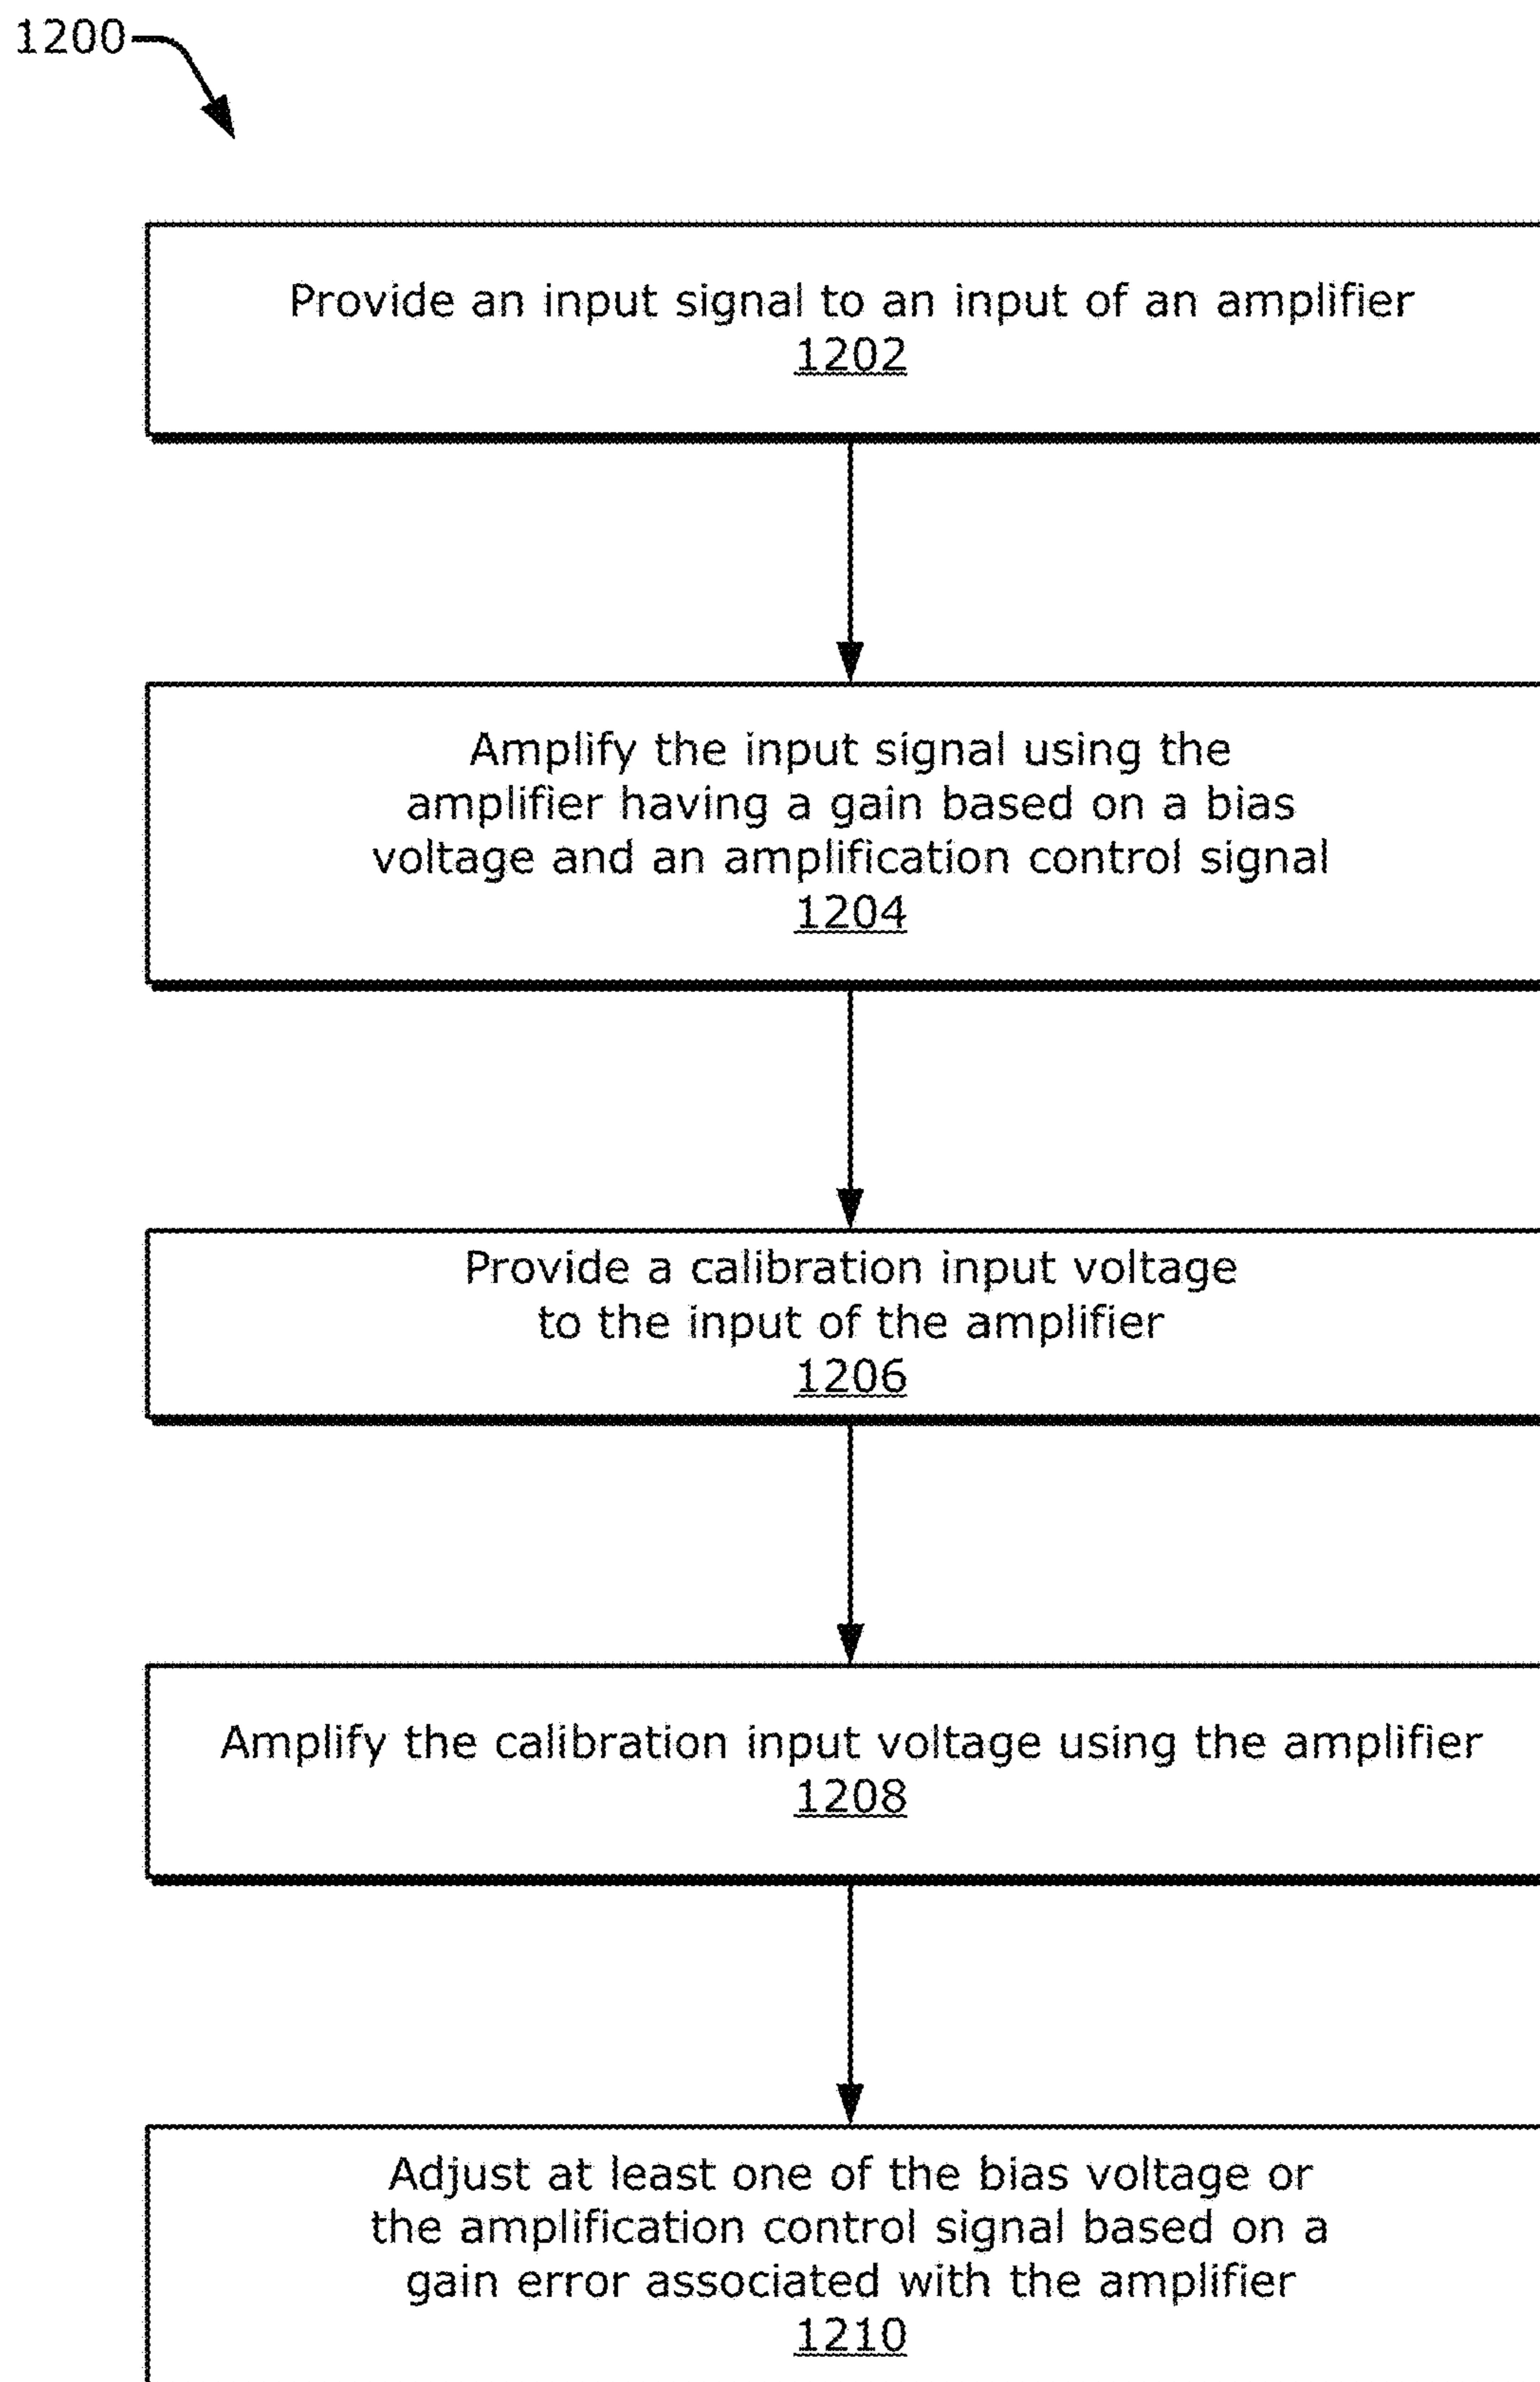 1200
Provide an input signal to an input of an amplifier
1202
Amplify the input signal using the
amplifier having a gain based on a bias
voltage and an amplification control signal
1204
Provide a calibration input voltage
to the input of the amplifier
1206
Amplify the calibration input voltage using the amplifier
1208
Adjust at least one of the bias voltage or
the amplification control signal based on a
gain error associated with the amplifier
1210